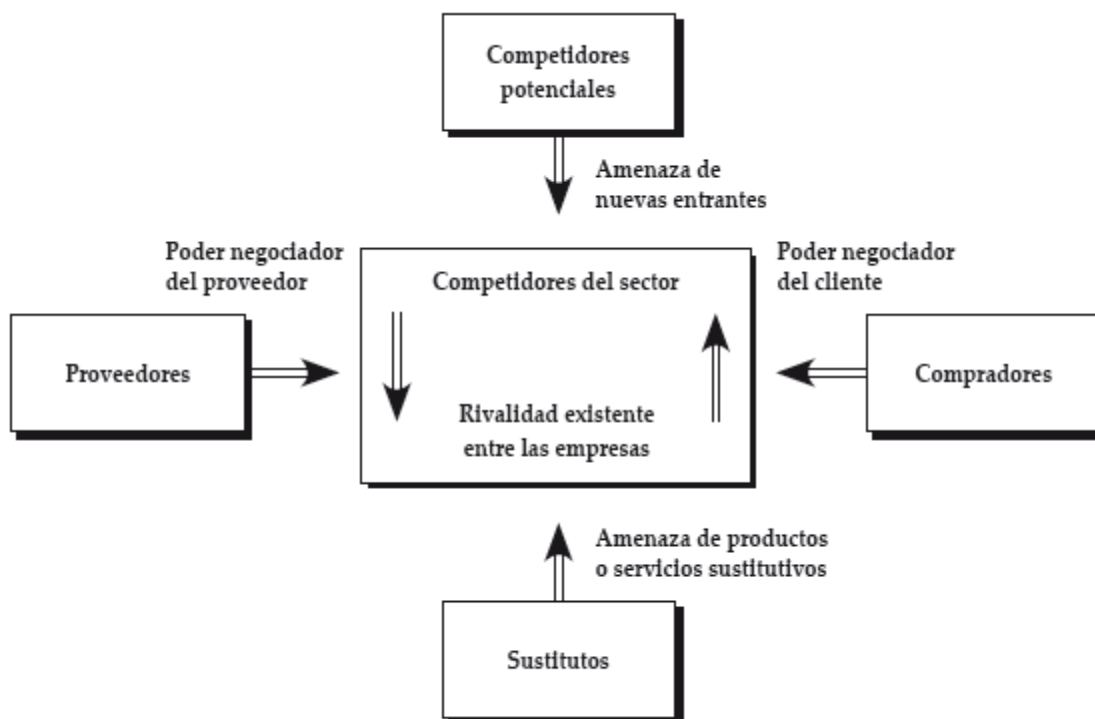 Competidores
potenciales
Amenaza de
nuevas entrantes
Poder negociador
del proveedor
Competidores del sector
Poder negociador
del cliente
Proveedores
Compradores
Rivalidad existente
entre las empresas
Amenaza de productos
o servicios sustitutivos
Sustitutos